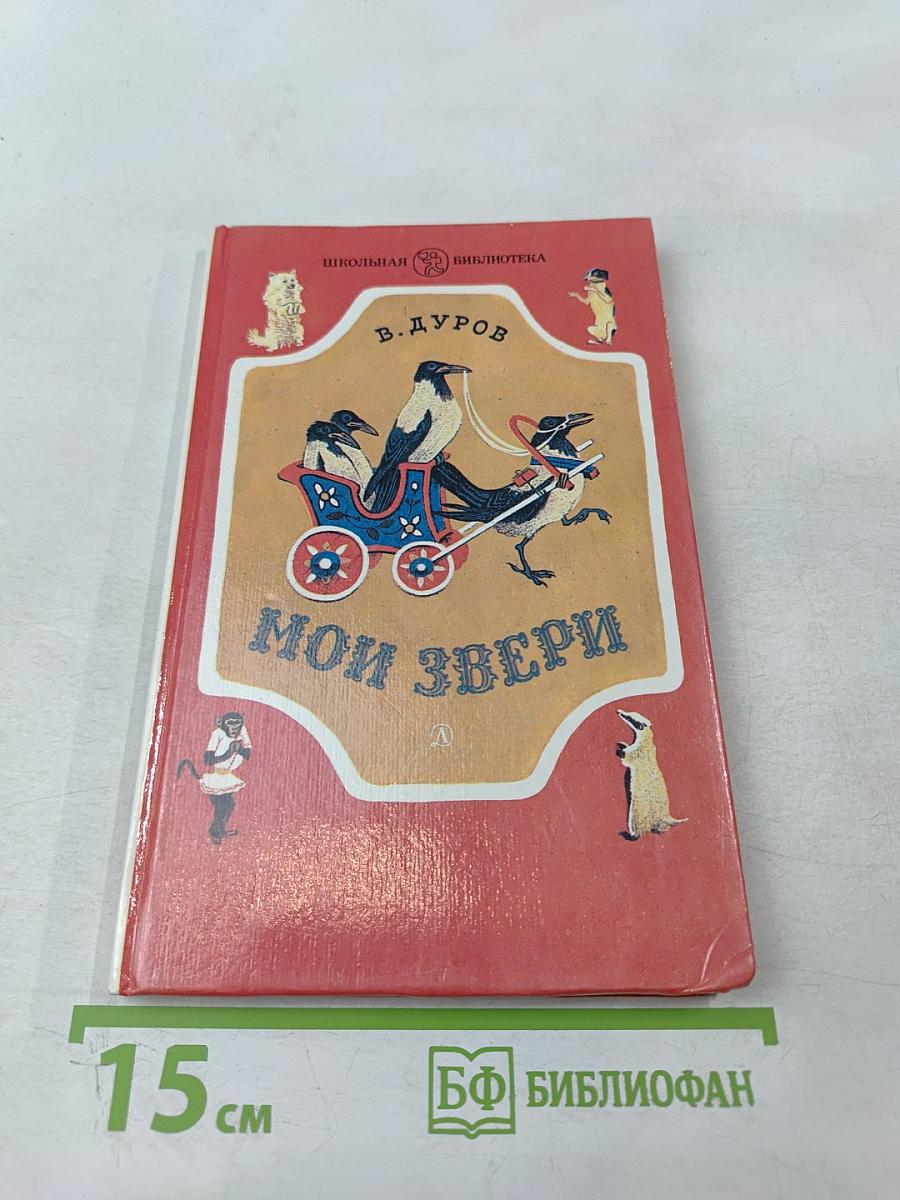 ШКОЛЬНАЯ БИБЛИОТЕКА
В. ДУРОВ
МОИ ЗВЕРИ
Д
15 см
БФ БИБЛИОФАН